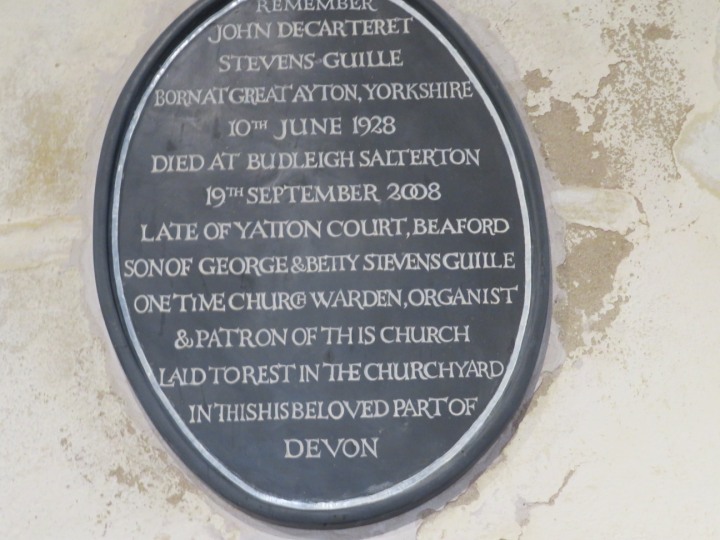 REMEMBER
JOHN DECARTERET
STEVENS-GUILLE
BORN AT GREAT AYTON, YORKSHIRE
10TH JUNE 1928
DIED AT BUDLEIGH SALTERTON
19TH SEPTEMBER 2008
LATE OF YATTON COURT, BEAFORD
SON OF GEORGE & BETTY STEVENS GUILLE
ONE TIME CHURCH WARDEN, ORGANIST
& PATRON OF THIS CHURCH
LAID TO REST IN THE CHURCHYARD
IN THIS HIS BELOVED PART OF
DEVON